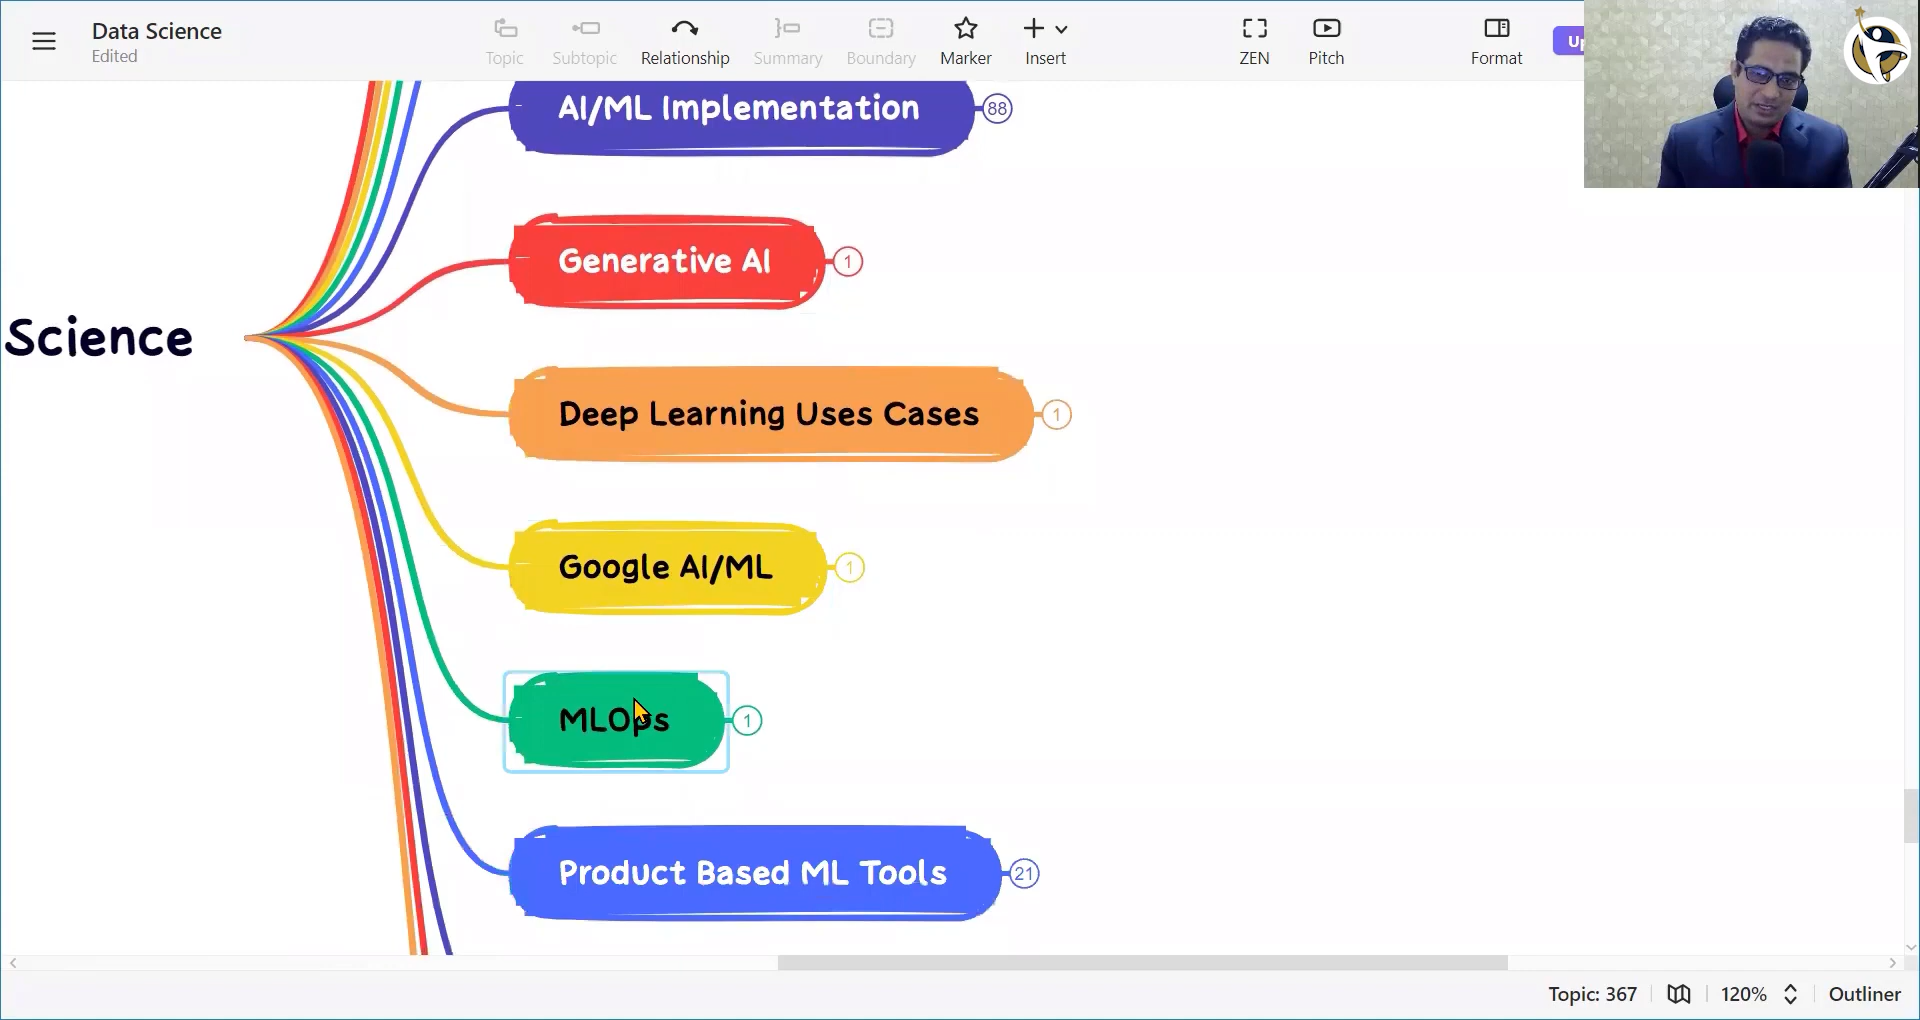 Data Science
Edited
Topic
Subtopic
Relationship
Summary
Boundary
Marker
Insert
ZEN
Pitch
Format
Up
AI/ML Implementation
88
Generative AI
1
Science
Deep Learning Uses Cases
1
Google AI/ML
1
MLOps
1
Product Based ML Tools
21
Topic: 367
120%
Outliner